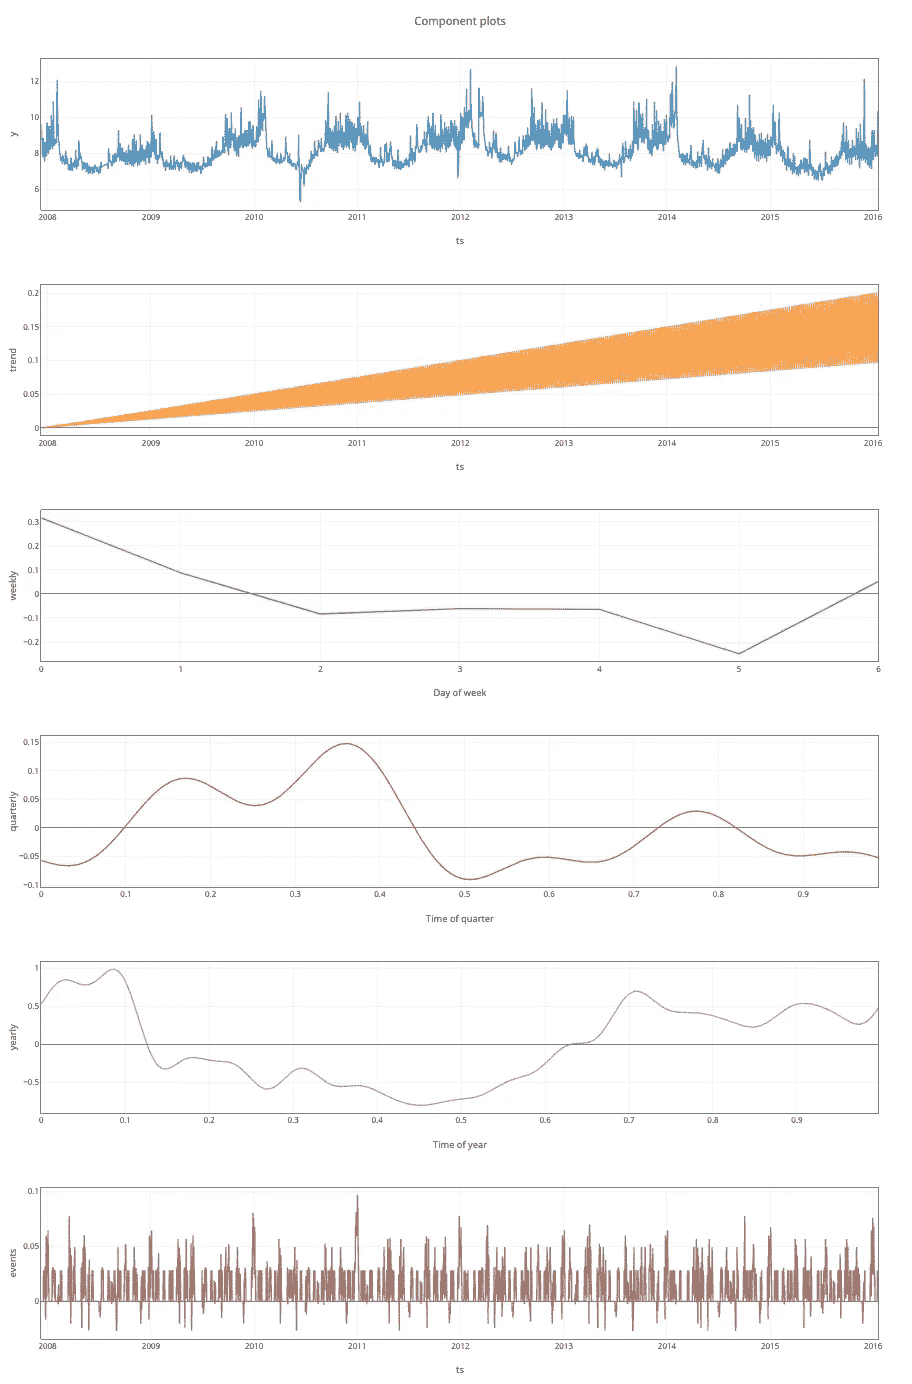 Component plots
12
10
8
6
y
2008 2009 2010 2011 2012 2013 2014 2015 2016
ts
0.2
0.15
0.1
0.05
0
trend
2008 2009 2010 2011 2012 2013 2014 2015 2016
ts
0.3
0.2
0.1
0
−0.1
−0.2
weekly
0 1 2 3 4 5 6
Day of week
0.15
0.1
0.05
0
−0.05
−0.1
quarterly
0 0.1 0.2 0.3 0.4 0.5 0.6 0.7 0.8 0.9
Time of quarter
1
0.5
0
−0.5
yearly
0 0.1 0.2 0.3 0.4 0.5 0.6 0.7 0.8 0.9
Time of year
0.1
0.05
0
events
2008 2009 2010 2011 2012 2013 2014 2015 2016
ts